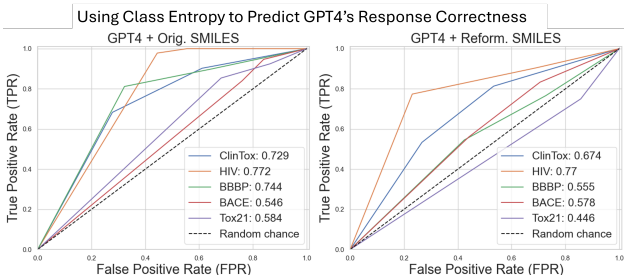 Using Class Entropy to Predict GPT4's Response Correctness
GPT4 + Orig. SMILES
True Positive Rate (TPR)
1.0
0.8
0.6
0.4
0.2
0.0
ClinTox: 0.729
HIV: 0.772
BBBP: 0.744
BACE: 0.546
Tox21: 0.584
Random chance
0.0 0.2 0.4 0.6 0.8 1.0
False Positive Rate (FPR)
GPT4 + Reform. SMILES
True Positive Rate (TPR)
1.0
0.8
0.6
0.4
0.2
0.0
ClinTox: 0.674
HIV: 0.77
BBBP: 0.555
BACE: 0.578
Tox21: 0.446
Random chance
0.0 0.2 0.4 0.6 0.8 1.0
False Positive Rate (FPR)